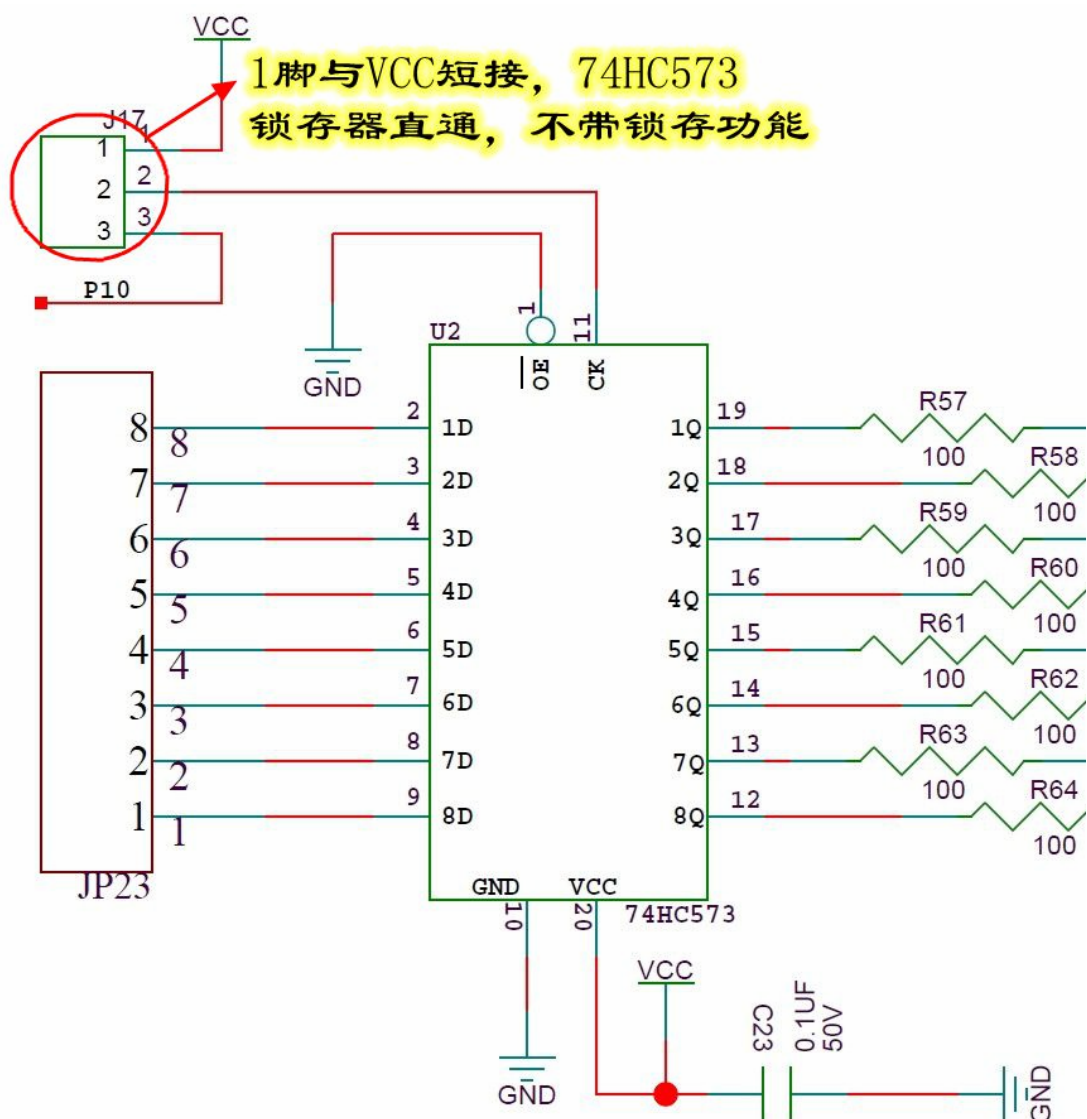 VCC
1脚与VCC短接，74HC573
锁存器直通，不带锁存功能
J17
1 1
2 2
3 3
P10
GND
U2
1
11
OE
CK
8 8 2 1D 1Q 19 R57 100
7 7 3 2D 2Q 18 R58 100
6 6 4 3D 3Q 17 R59 100
5 5 5 4D 4Q 16 R60 100
4 4 6 5D 5Q 15 R61 100
3 3 7 6D 6Q 14 R62 100
2 2 8 7D 7Q 13 R63 100
1 1 9 8D 8Q 12 R64 100
JP23
GND VCC
10 20
74HC573
VCC
C23
0.1UF
50V
GND
GND